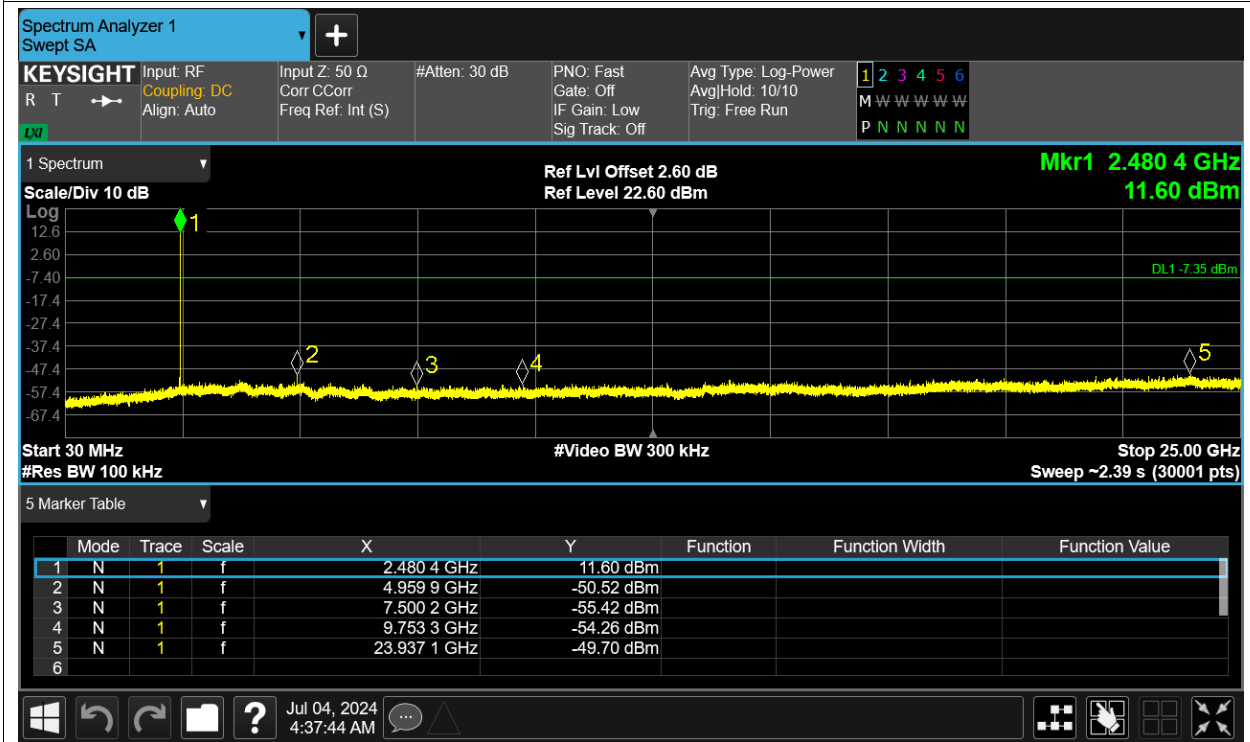 Spectrum Analyzer 1
Swept SA
KEYSIGHT
R T
LXI
Input: RF
Coupling: DC
Align: Auto
Input Z: 50 Ω
Corr CCorr
Freq Ref: Int (S)
#Atten: 30 dB
PNO: Fast
Gate: Off
IF Gain: Low
Sig Track: Off
Avg Type: Log-Power
Avg|Hold: 10/10
Trig: Free Run
1 2 3 4 5 6
M W W W W W
P N N N N N
1 Spectrum
Scale/Div 10 dB
Ref Lvl Offset 2.60 dB
Ref Level 22.60 dBm
Mkr1 2.480 4 GHz
11.60 dBm
Log
12.6
2.60
-7.40
-17.4
-27.4
-37.4
-47.4
-57.4
-67.4
1
DL1 -7.35 dBm
2
3
4
5
Start 30 MHz
#Video BW 300 kHz
Stop 25.00 GHz
#Res BW 100 kHz
Sweep ~2.39 s (30001 pts)
5 Marker Table
Mode Trace Scale X Y Function Function Width Function Value
1 N 1 f 2.480 4 GHz 11.60 dBm
2 N 1 f 4.959 9 GHz -50.52 dBm
3 N 1 f 7.500 2 GHz -55.42 dBm
4 N 1 f 9.753 3 GHz -54.26 dBm
5 N 1 f 23.937 1 GHz -49.70 dBm
6
?
Jul 04, 2024
4:37:44 AM